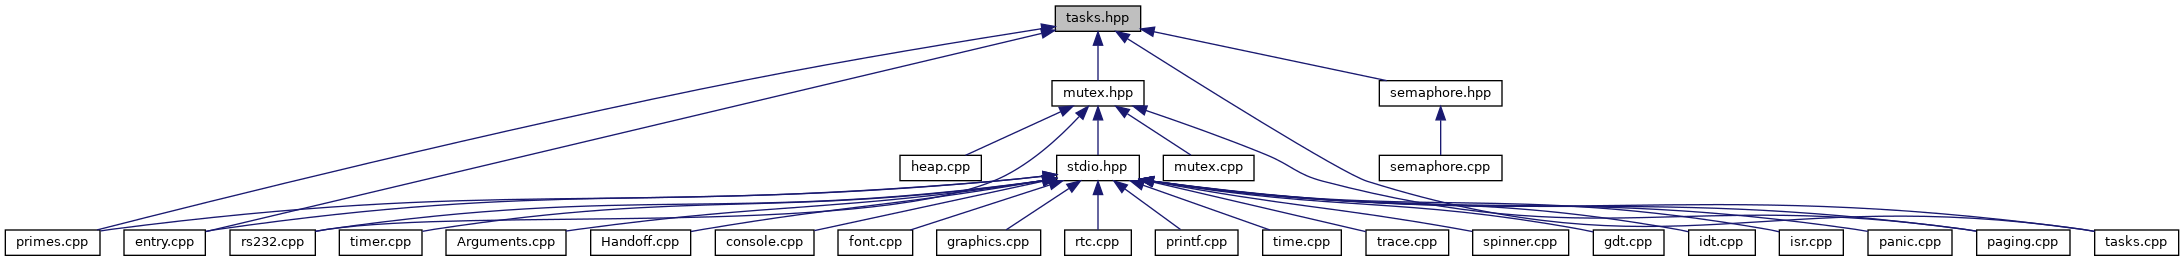 tasks.hpp
mutex.hpp
semaphore.hpp
heap.cpp
stdio.hpp
mutex.cpp
semaphore.cpp
primes.cpp
entry.cpp
rs232.cpp
timer.cpp
Arguments.cpp
Handoff.cpp
console.cpp
font.cpp
graphics.cpp
rtc.cpp
printf.cpp
time.cpp
trace.cpp
spinner.cpp
gdt.cpp
idt.cpp
isr.cpp
panic.cpp
paging.cpp
tasks.cpp